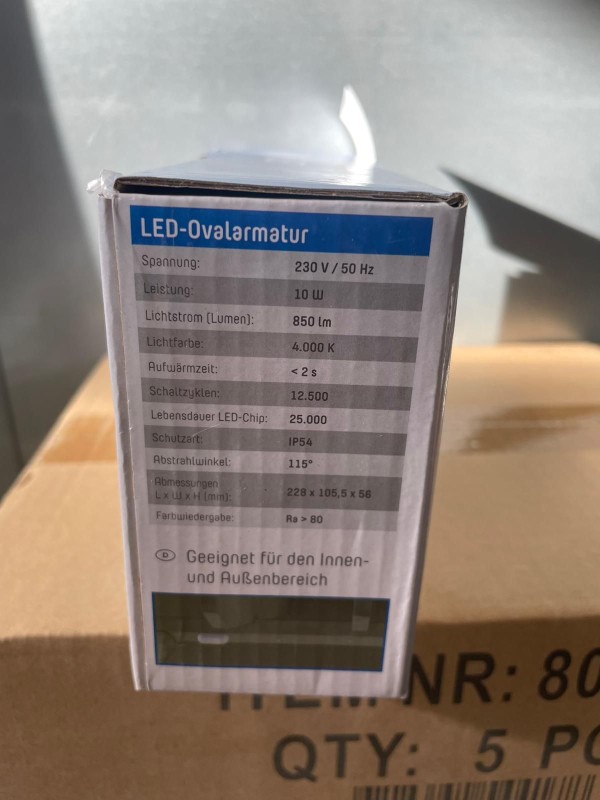 LED-Ovalarmatur
Spannung: 230 V / 50 Hz
Leistung: 10 W
Lichtstrom (Lumen): 850 lm
Lichtfarbe: 4.000 K
Aufwärmzeit: < 2 s
Schaltzyklen: 12.500
Lebensdauer LED-Chip: 25.000
Schutzart: IP54
Abstrahlwinkel: 115°
Abmessungen
L x W x H (mm): 228 x 105,5 x 56
Farbwiedergabe: Ra > 80
D Geeignet für den Innen-
und Außenbereich
ITEM NR: 80
QTY: 5 PC